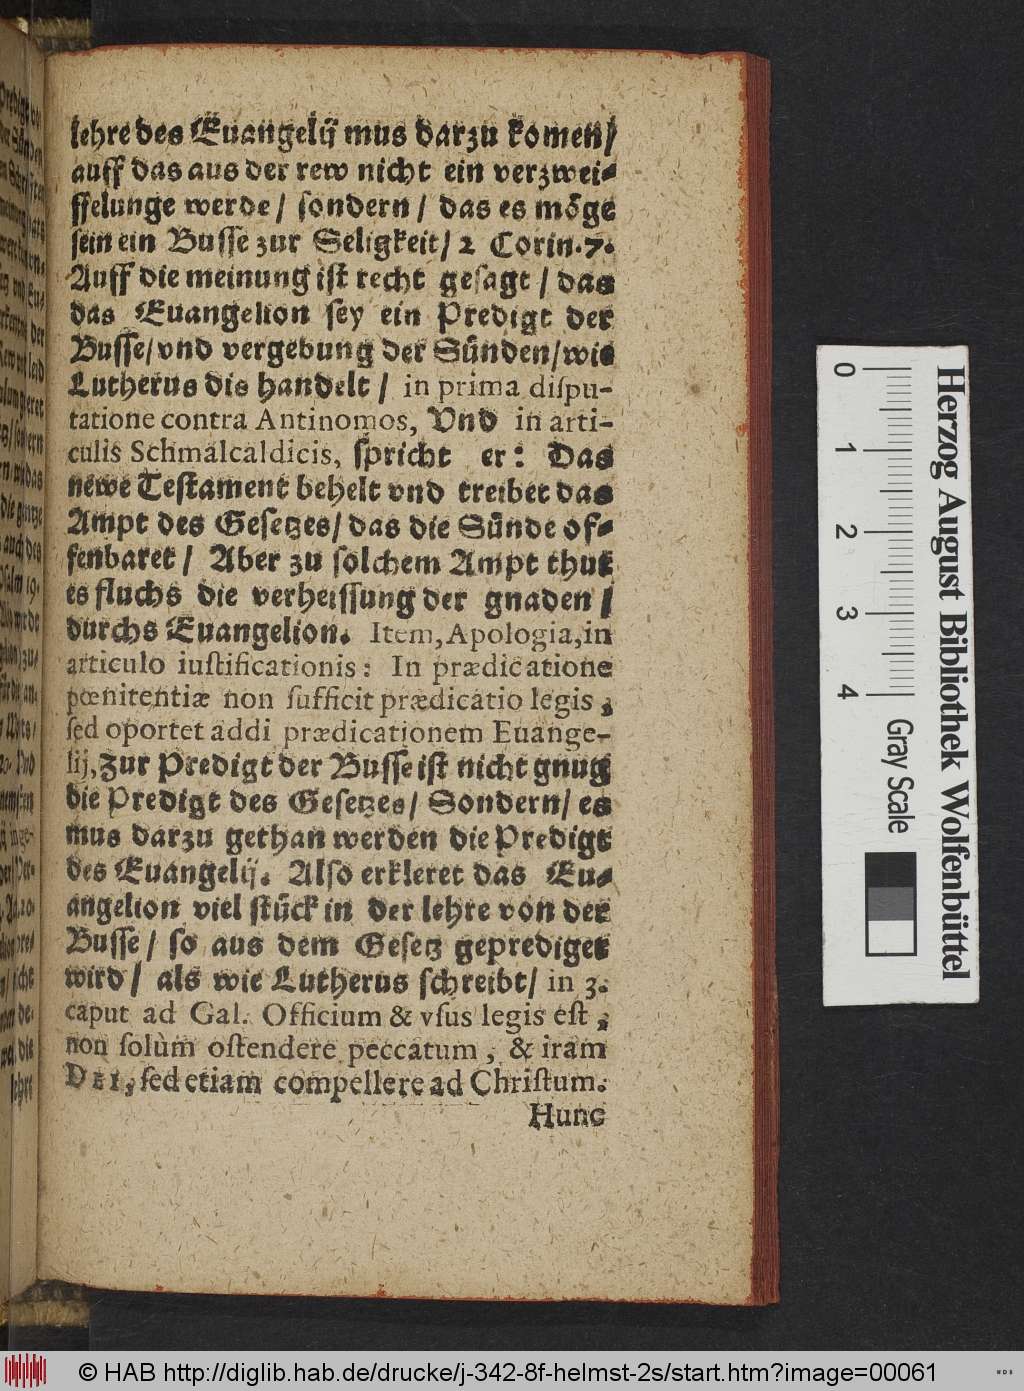 lehre des Euangelij mus darzu komen/
auff das aus der rew nicht ein verzwei-
ffelunge werde/ sondern/ das es mőge
sein ein Busse zur Seligkeit/ 2 Corin. 7.
Auff die meinung ist recht gesagt / das
das Euangelion sey ein Predigt der
Busse/vnd vergebung der Sűnden/wie
Lutherus dis handelt / in prima dispu-
tatione contra Antinomos, Vnd in arti-
culis Schmalcaldicis, spricht er: Das
newe Testament behelt vnd treibet das
Ampt des Gesetzes/ das die Sűnde of-
fenbaret / Aber zu solchem Ampt thut
es fluchs die verheissung der gnaden /
durchs Euangelion. Item, Apologia, in
articulo iustificationis: In prædicatione
pœnitentiæ non sufficit prædicatio legis,
sed oportet addi prædicationem Euange-
lij, Zur Predigt der Busse ist nicht gnug
die Predigt des Gesetzes/ Sondern/ es
mus darzu gethan werden die Predigt
des Euangelij. Also erkleret das Eu-
angelion viel stűck in der lehre von der
Busse / so aus dem Gesetz geprediget
wird / als wie Lutherus schreibt/ in 3.
caput ad Gal. Officium & vsus legis est,
non solùm ostendere peccatum, & iram
DEI, sed etiam compellere ad Christum.
Hunc
0 1 2 3 4
Gray Scale
Herzog August Bibliothek Wolfenbüttel
© HAB http://diglib.hab.de/drucke/j-342-8f-helmst-2s/start.htm?image=00061